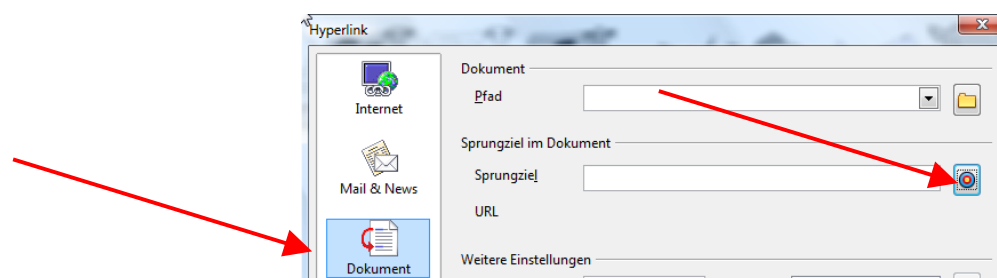 Hyperlink
Internet
Mail & News
Dokument
Dokument
Pfad
Sprungziel im Dokument
Sprungziel
URL
Weitere Einstellungen